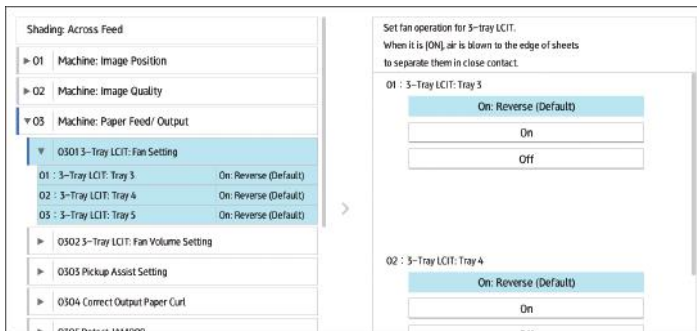 Shading: Across Feed
01 Machine: Image Position
02 Machine: Image Quality
03 Machine: Paper Feed/ Output
0301 3-Tray LCIT: Fan Setting
01 : 3-Tray LCIT: Tray 3 On: Reverse (Default)
02 : 3-Tray LCIT: Tray 4 On: Reverse (Default)
03 : 3-Tray LCIT: Tray 5 On: Reverse (Default)
0302 3-Tray LCIT: Fan Volume Setting
0303 Pickup Assist Setting
0304 Correct Output Paper Curl
Set fan operation for 3-tray LCIT.
When it is [ON], air is blown to the edge of sheets
to separate them in close contact.
01 : 3-Tray LCIT: Tray 3
On: Reverse (Default)
On
Off
02 : 3-Tray LCIT: Tray 4
On: Reverse (Default)
On